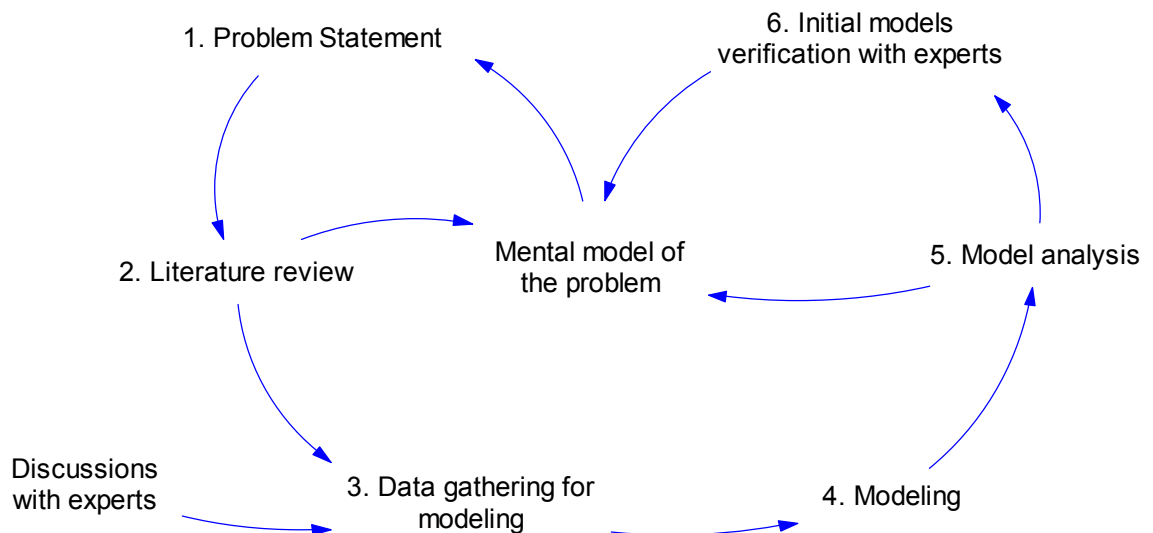 1. Problem Statement
6. Initial models
verification with experts
2. Literature review
Mental model of
the problem
5. Model analysis
Discussions
with experts
3. Data gathering for
modeling
4. Modeling